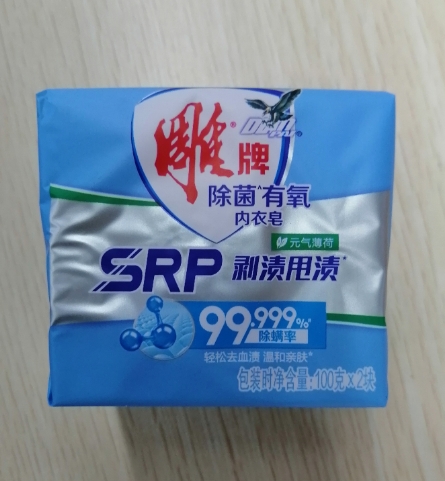 雕牌
除菌^有氧
内衣皂
元气薄荷
SRP 剥渍甩渍*
99.999%*
除螨率
轻松去血渍 温和亲肤*
包装时净含量:100克×2块